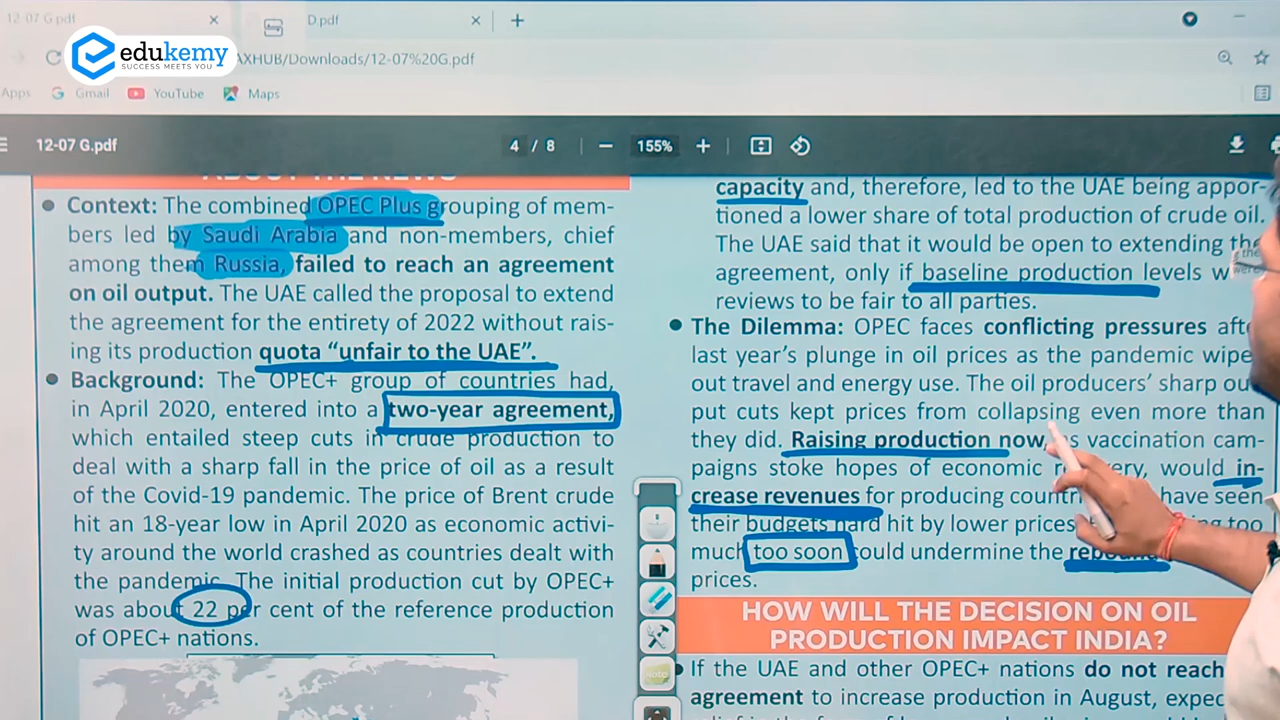 12-07 G.pdf
D.pdf
edukemy
SUCCESS MEETS YOU
AXHUB/Downloads/12-07%20G.pdf
Apps
Gmail
YouTube
Maps
12-07 G.pdf
4 / 8
155%
ABOUT THE NEWS
Context: The combined OPEC Plus grouping of mem-
bers led by Saudi Arabia and non-members, chief
among them Russia, failed to reach an agreement
on oil output. The UAE called the proposal to extend
the agreement for the entirety of 2022 without rais-
ing its production quota “unfair to the UAE”.
Background: The OPEC+ group of countries had,
in April 2020, entered into a two-year agreement,
which entailed steep cuts in crude production to
deal with a sharp fall in the price of oil as a result
of the Covid-19 pandemic. The price of Brent crude
hit an 18-year low in April 2020 as economic activi-
ty around the world crashed as countries dealt with
the pandemic. The initial production cut by OPEC+
was about 22 per cent of the reference production
of OPEC+ nations.
capacity and, therefore, led to the UAE being appor-
tioned a lower share of total production of crude oil.
The UAE said that it would be open to extending the
agreement, only if baseline production levels
reviews to be fair to all parties.
The Dilemma: OPEC faces conflicting pressures
last year’s plunge in oil prices as the pandemic
out travel and energy use. The oil producers’ sharp
put cuts kept prices from collapsing even more than
they did. Raising production now, as vaccination cam-
paigns stoke hopes of economic would in-
crease revenues for producing have seen
their budgets hard hit by lower prices too
much too soon could undermine the
prices.
HOW WILL THE DECISION ON OIL
PRODUCTION IMPACT INDIA?
If the UAE and other OPEC+ nations do not reach
agreement to increase production in August,